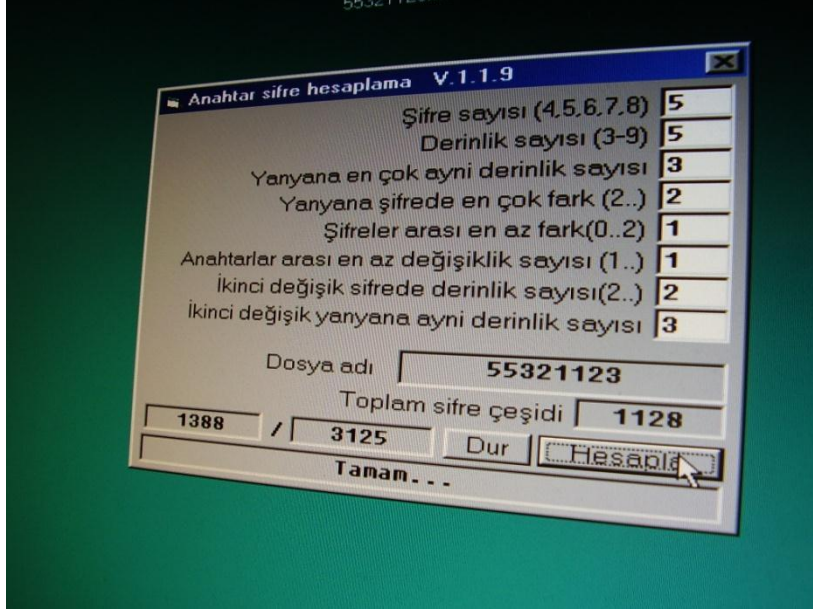 Anahtar sifre hesaplama V.1.1.9
Şifre sayısı (4,5,6,7,8) 5
Derinlik sayısı (3-9) 5
Yanyana en çok ayni derinlik sayısı 3
Yanyana şifrede en çok fark (2..) 2
Şifreler arası en az fark(0..2) 1
Anahtarlar arası en az değişiklik sayısı (1..) 1
İkinci değişik sifrede derinlik sayısı(2..) 2
İkinci değişik yanyana ayni derinlik sayısı 3
Dosya adı 55321123
Toplam sifre çeşidi 1128
1388 / 3125 Dur Hesapla
Tamam...